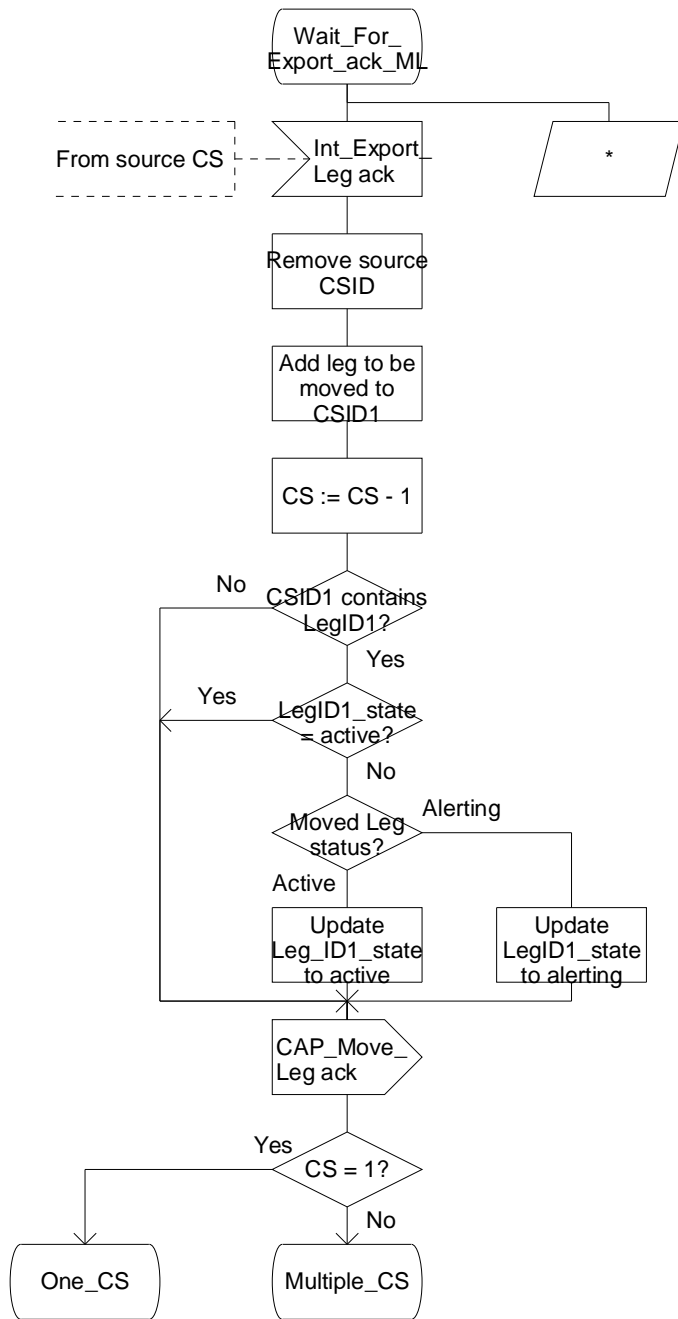 Wait_For_
Export_ack_ML
From source CS
Int_Export_
Leg ack
*
Remove source
CSID
Add leg to be
moved to
CSID1
CS := CS - 1
No
CSID1 contains
LegID1?
Yes
Yes
LegID1_state
= active?
No
Alerting
Moved Leg
status?
Active
Update
Leg_ID1_state
to active
Update
LegID1_state
to alerting
CAP_Move_
Leg ack
Yes
CS = 1?
No
One_CS
Multiple_CS